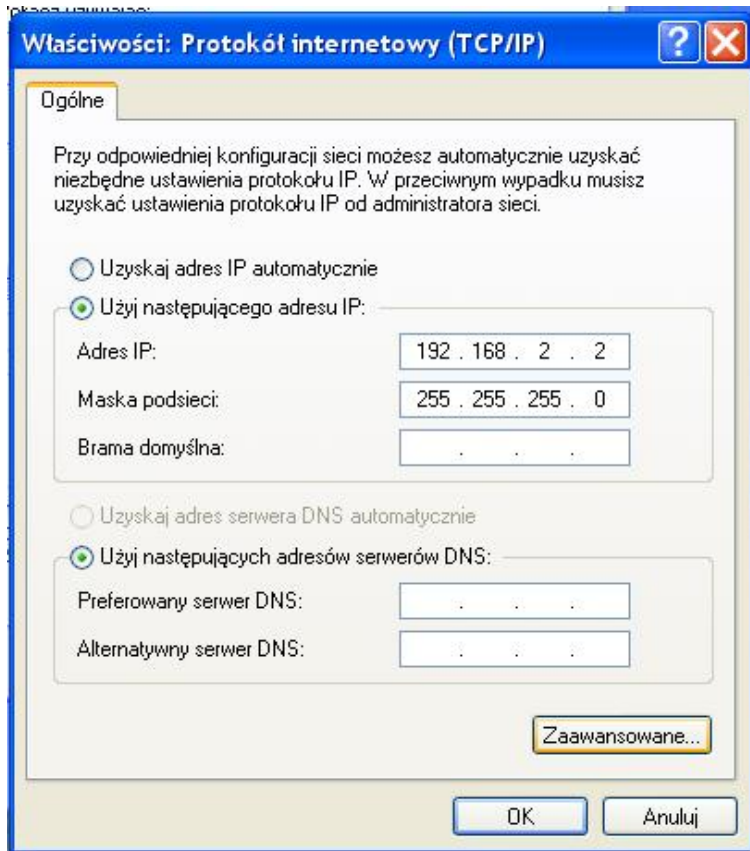 Właściwości: Protokół internetowy (TCP/IP)
Ogólne
Przy odpowiedniej konfiguracji sieci możesz automatycznie uzyskać
niezbędne ustawienia protokołu IP. W przeciwnym wypadku musisz
uzyskać ustawienia protokołu IP od administratora sieci.
Uzyskaj adres IP automatycznie
Użyj następującego adresu IP:
Adres IP: 192 . 168 . 2 . 2
Maska podsieci: 255 . 255 . 255 . 0
Brama domyślna: . . .
Uzyskaj adres serwera DNS automatycznie
Użyj następujących adresów serwerów DNS:
Preferowany serwer DNS: . . .
Alternatywny serwer DNS: . . .
Zaawansowane...
OK Anuluj